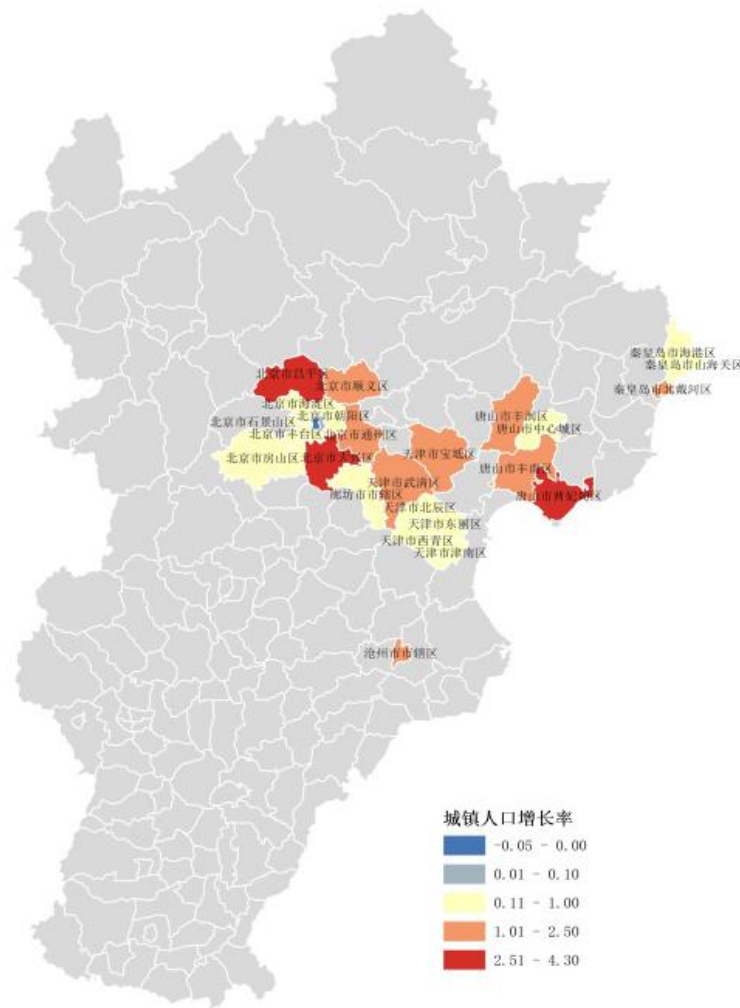 秦皇岛市海港区
秦皇岛市山海关区
北京市昌平区
北京市顺义区
秦皇岛市北戴河区
北京市海淀区
北京市朝阳区
北京市石景山区
唐山市丰润区
北京市丰台区
北京市通州区
唐山市中心城区
天津市宝坻区
北京市房山区
北京市大兴区
唐山市丰南区
天津市武清区
廊坊市市辖区
唐山市曹妃甸区
天津市北辰区
天津市东丽区
天津市西青区
天津市津南区
沧州市市辖区
城镇人口增长率
-0.05 - 0.00
0.01 - 0.10
0.11 - 1.00
1.01 - 2.50
2.51 - 4.30